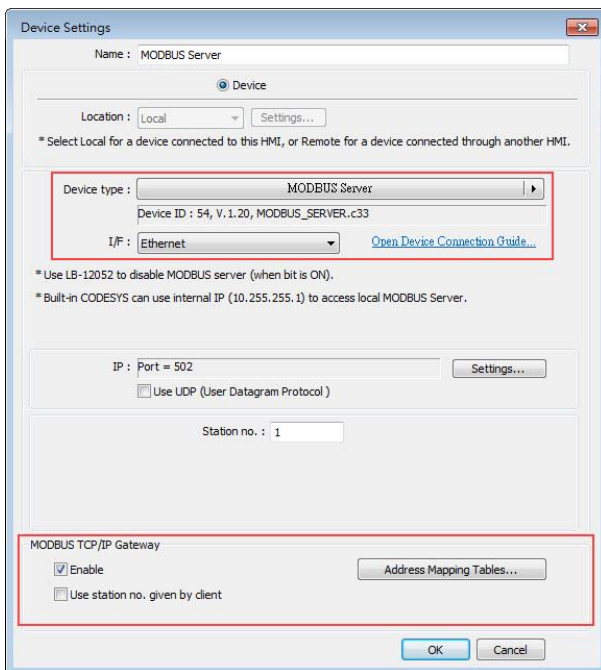 Device Settings
Name : MODBUS Server
Device
Location : Local Settings...
* Select Local for a device connected to this HMI, or Remote for a device connected through another HMI.
Device type : MODBUS Server
Device ID : 54, V.1.20, MODBUS_SERVER.c33
I/F : Ethernet Open Device Connection Guide...
* Use LB-12052 to disable MODBUS server (when bit is ON).
* Built-in CODESYS can use internal IP (10.255.255.1) to access local MODBUS Server.
IP : Port = 502 Settings...
Use UDP (User Datagram Protocol )
Station no. : 1
MODBUS TCP/IP Gateway
Enable Address Mapping Tables...
Use station no. given by client
OK Cancel